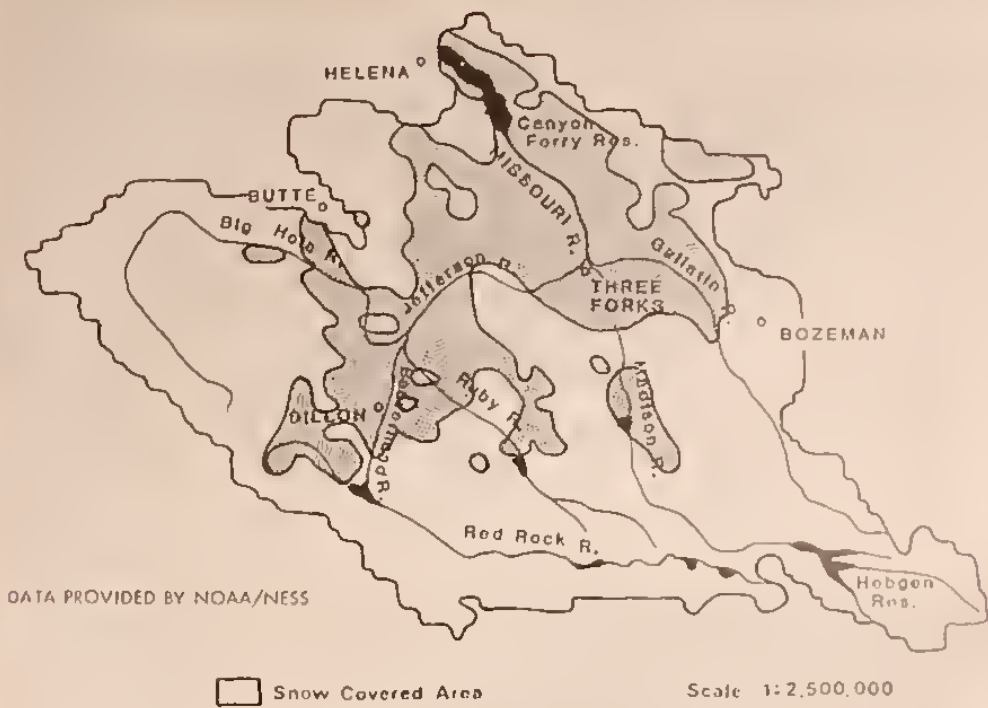 HELENA
Canyon
Ferry Res.
MISSOURI R.
BUTTE
Big Hole R.
Jefferson R.
Gallatin R.
THREE
FORKS
BOZEMAN
DILLON
Ruby R.
Madison R.
Red Rock R.
Hebgen
Res.
DATA PROVIDED BY NOAA/NESS
Snow Covered Area
Scale 1:2,500,000